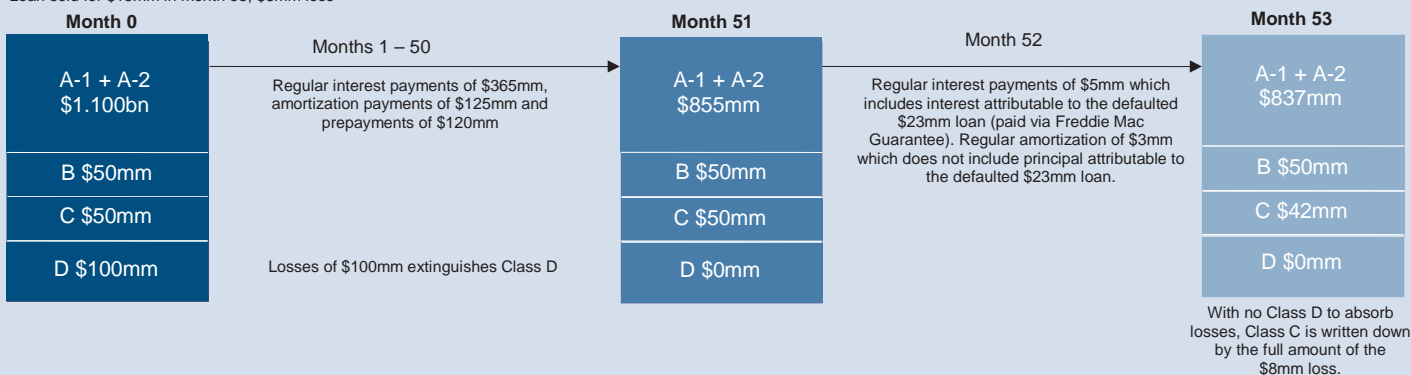 Month 0
Month 51
Month 53
Months 1 – 50
Month 52
A-1 + A-2
$1.100bn
Regular interest payments of $365mm,
amortization payments of $125mm and
prepayments of $120mm
A-1 + A-2
$855mm
Regular interest payments of $5mm which
includes interest attributable to the defaulted
$23mm loan (paid via Freddie Mac
Guarantee). Regular amortization of $3mm
which does not include principal attributable to
the defaulted $23mm loan.
A-1 + A-2
$837mm
B $50mm
B $50mm
B $50mm
C $50mm
C $50mm
C $42mm
D $100mm
Losses of $100mm extinguishes Class D
D $0mm
D $0mm
With no Class D to absorb
losses, Class C is written down
by the full amount of the
$8mm loss.